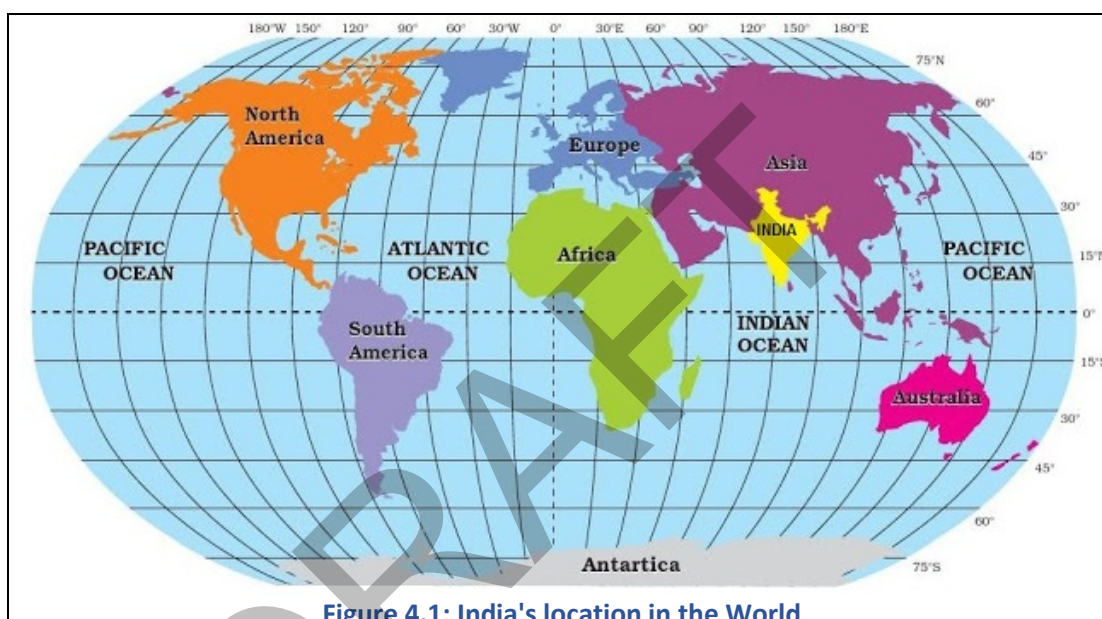 180°W 150° 120° 90° 60° 30°W 0° 30°E 60° 90° 120° 150° 180°E
75°N
60°
45°
30°
15°N
0°
15°S
30°
45°
60°
75°S
North
America
Europe
Asia
INDIA
PACIFIC
OCEAN
ATLANTIC
OCEAN
Africa
PACIFIC
OCEAN
INDIAN
OCEAN
South
America
Australia
Antartica
DRAFT
Figure 4.1: India's location in the World